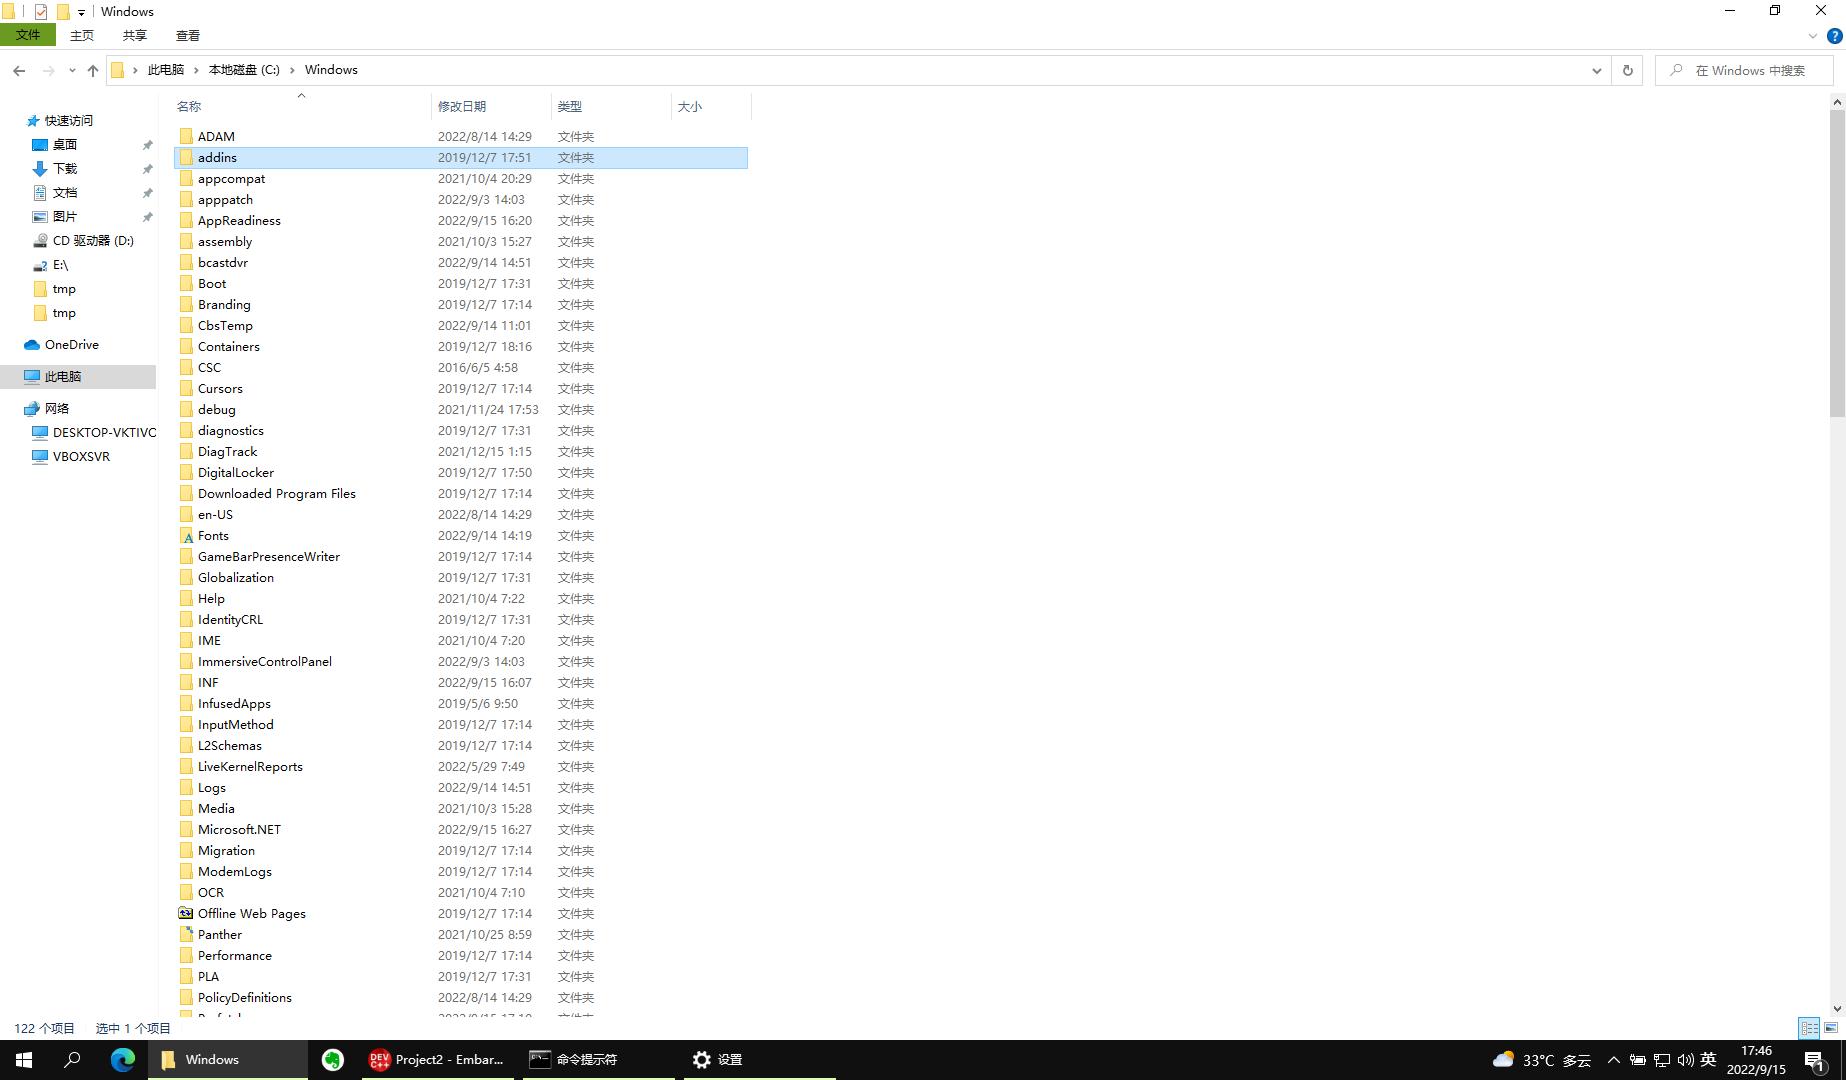 Windows
文件 主页 共享 查看
此电脑 本地磁盘 (C:) Windows 在 Windows 中搜索
名称 修改日期 类型 大小
快速访问
桌面
下载
文档
图片
CD 驱动器 (D:)
E:\
tmp
tmp
OneDrive
此电脑
网络
DESKTOP-VKTIVC
VBOXSVR
ADAM 2022/8/14 14:29 文件夹
addins 2019/12/7 17:51 文件夹
appcompat 2021/10/4 20:29 文件夹
apppatch 2022/9/3 14:03 文件夹
AppReadiness 2022/9/15 16:20 文件夹
assembly 2021/10/3 15:27 文件夹
bcastdvr 2022/9/14 14:51 文件夹
Boot 2019/12/7 17:31 文件夹
Branding 2019/12/7 17:14 文件夹
CbsTemp 2022/9/14 11:01 文件夹
Containers 2019/12/7 18:16 文件夹
CSC 2016/6/5 4:58 文件夹
Cursors 2019/12/7 17:14 文件夹
debug 2021/11/24 17:53 文件夹
diagnostics 2019/12/7 17:31 文件夹
DiagTrack 2021/12/15 1:15 文件夹
DigitalLocker 2019/12/7 17:50 文件夹
Downloaded Program Files 2019/12/7 17:14 文件夹
en-US 2022/8/14 14:29 文件夹
Fonts 2022/9/14 14:19 文件夹
GameBarPresenceWriter 2019/12/7 17:14 文件夹
Globalization 2019/12/7 17:31 文件夹
Help 2021/10/4 7:22 文件夹
IdentityCRL 2019/12/7 17:31 文件夹
IME 2021/10/4 7:20 文件夹
ImmersiveControlPanel 2022/9/3 14:03 文件夹
INF 2022/9/15 16:07 文件夹
InfusedApps 2019/5/6 9:50 文件夹
InputMethod 2019/12/7 17:14 文件夹
L2Schemas 2019/12/7 17:14 文件夹
LiveKernelReports 2022/5/29 7:49 文件夹
Logs 2022/9/14 14:51 文件夹
Media 2021/10/3 15:28 文件夹
Microsoft.NET 2022/9/15 16:27 文件夹
Migration 2019/12/7 17:14 文件夹
ModemLogs 2019/12/7 17:14 文件夹
OCR 2021/10/4 7:10 文件夹
Offline Web Pages 2019/12/7 17:14 文件夹
Panther 2021/10/25 8:59 文件夹
Performance 2019/12/7 17:14 文件夹
PLA 2019/12/7 17:31 文件夹
PolicyDefinitions 2022/8/14 14:29 文件夹
122 个项目 选中 1 个项目
Windows DEV C++ Project2 - Embar... 命令提示符 设置 33°C 多云 英 17:46
2022/9/15 1